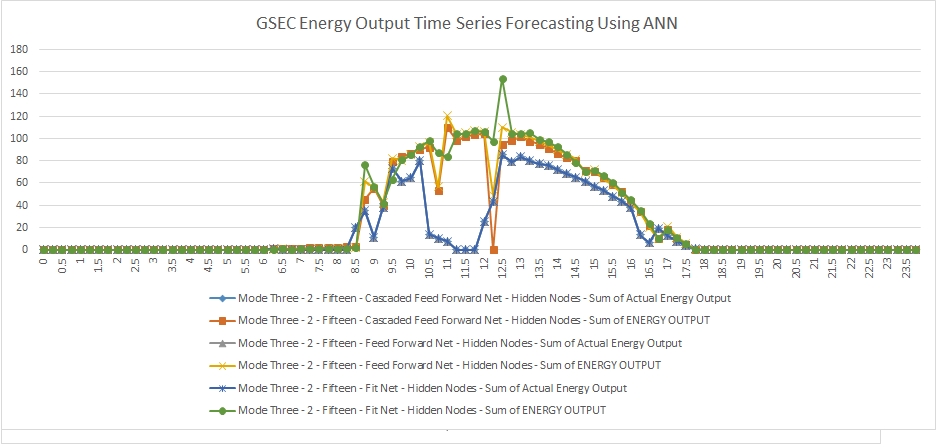 GSEC Energy Output Time Series Forecasting Using ANN
180
160
140
120
100
80
60
40
20
0
0 0.5 1 1.5 2 2.5 3 3.5 4 4.5 5 5.5 6 6.5 7 7.5 8 8.5 9 9.5 10 10.5 11 11.5 12 12.5 13 13.5 14 14.5 15 15.5 16 16.5 17 17.5 18 18.5 19 19.5 20 20.5 21 21.5 22 22.5 23 23.5
Mode Three - 2 - Fifteen - Cascaded Feed Forward Net - Hidden Nodes - Sum of Actual Energy Output
Mode Three - 2 - Fifteen - Cascaded Feed Forward Net - Hidden Nodes - Sum of ENERGY OUTPUT
Mode Three - 2 - Fifteen - Feed Forward Net - Hidden Nodes - Sum of Actual Energy Output
Mode Three - 2 - Fifteen - Feed Forward Net - Hidden Nodes - Sum of ENERGY OUTPUT
Mode Three - 2 - Fifteen - Fit Net - Hidden Nodes - Sum of Actual Energy Output
Mode Three - 2 - Fifteen - Fit Net - Hidden Nodes - Sum of ENERGY OUTPUT